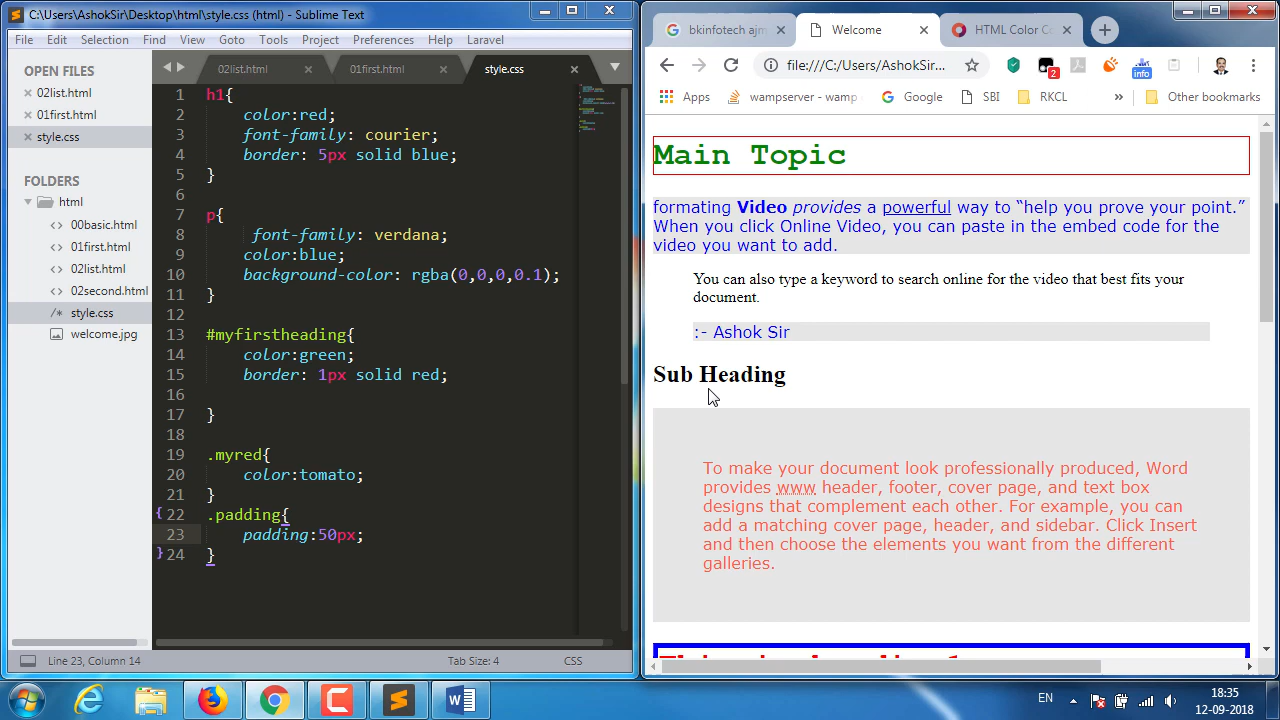 C:\Users\AshokSir\Desktop\html\style.css (html) - Sublime Text
File Edit Selection Find View Goto Tools Project Preferences Help Laravel
OPEN FILES
02list.html
01first.html
style.css
FOLDERS
html
00basic.html
01first.html
02list.html
02second.html
style.css
welcome.jpg
02list.html 01first.html style.css
1 h1{
2 color:red;
3 font-family: courier;
4 border: 5px solid blue;
5 }
6
7 p{
8 font-family: verdana;
9 color:blue;
10 background-color: rgba(0,0,0,0.1);
11 }
12
13 #myfirstheading{
14 color:green;
15 border: 1px solid red;
16
17 }
18
19 .myred{
20 color:tomato;
21 }
22 .padding{
23 padding:50px;
24 }
Line 23, Column 14 Tab Size: 4 CSS
bkinfotech ajm Welcome HTML Color C
file:///C:/Users/AshokSir... 2 info
Apps wampserver - wamp Google SBI RKCL » Other bookmarks
Main Topic
formating Video provides a powerful way to “help you prove your point.”
When you click Online Video, you can paste in the embed code for the
video you want to add.
You can also type a keyword to search online for the video that best fits your
document.
:- Ashok Sir
Sub Heading
To make your document look professionally produced, Word
provides www header, footer, cover page, and text box
designs that complement each other. For example, you can
add a matching cover page, header, and sidebar. Click Insert
and then choose the elements you want from the different
galleries.
EN 18:35
12-09-2018